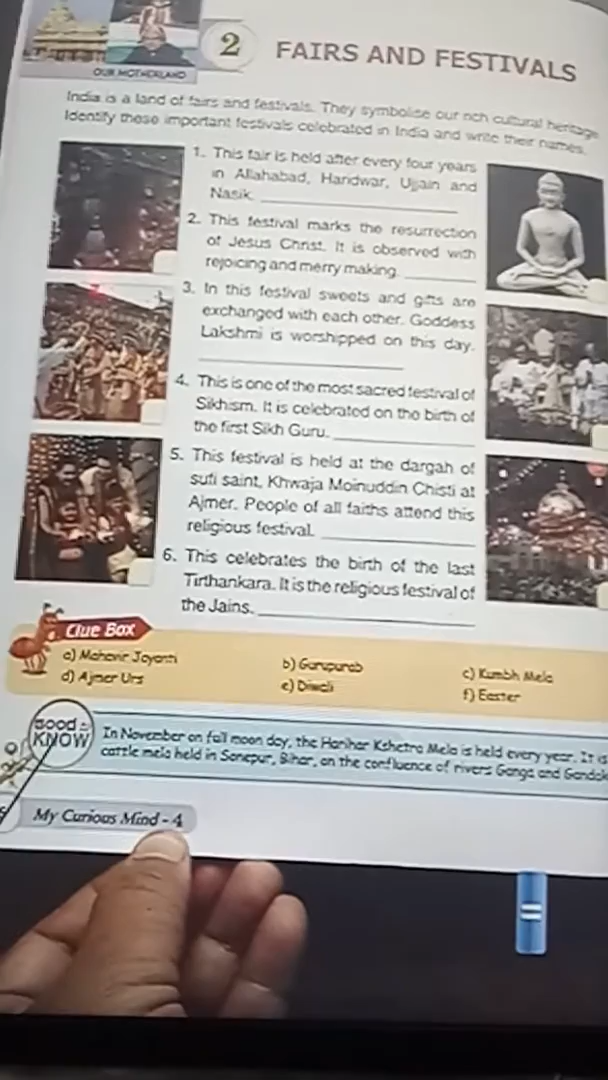 OUR MOTHERLAND
2
FAIRS AND FESTIVALS
India is a land of fairs and festivals. They symbolise our rich cultural heritage.
Identify these important festivals celebrated in India and write their names.
1. This fair is held after every four years
in Allahabad, Haridwar, Ujjain and
Nasik.
2. This festival marks the resurrection
of Jesus Christ. It is observed with
rejoicing and merry making.
3. In this festival sweets and gifts are
exchanged with each other. Goddess
Lakshmi is worshipped on this day.
4. This is one of the most sacred festival of
Sikhism. It is celebrated on the birth of
the first Sikh Guru.
5. This festival is held at the dargah of
sufi saint, Khwaja Moinuddin Chisti at
Ajmer. People of all faiths attend this
religious festival.
6. This celebrates the birth of the last
Tirthankara. It is the religious festival of
the Jains.
Clue Box
a) Mahavir Jayanti
b) Gurupurab
c) Kumbh Mela
d) Ajmer Urs
e) Diwali
f) Easter
Good
KNOW
In November on full moon day, the Harihar Kshetra Mela is held every year. It is
cattle mela held in Sonepur, Bihar, on the confluence of rivers Ganga and Gandak
My Curious Mind - 4